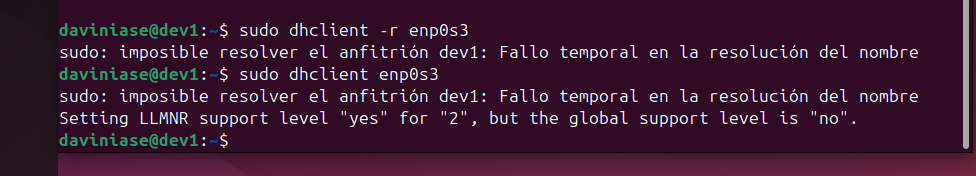 daviniase@dev1:~$ sudo dhclient -r enp0s3
sudo: imposible resolver el anfitrión dev1: Fallo temporal en la resolución del nombre
daviniase@dev1:~$ sudo dhclient enp0s3
sudo: imposible resolver el anfitrión dev1: Fallo temporal en la resolución del nombre
Setting LLMNR support level "yes" for "2", but the global support level is "no".
daviniase@dev1:~$